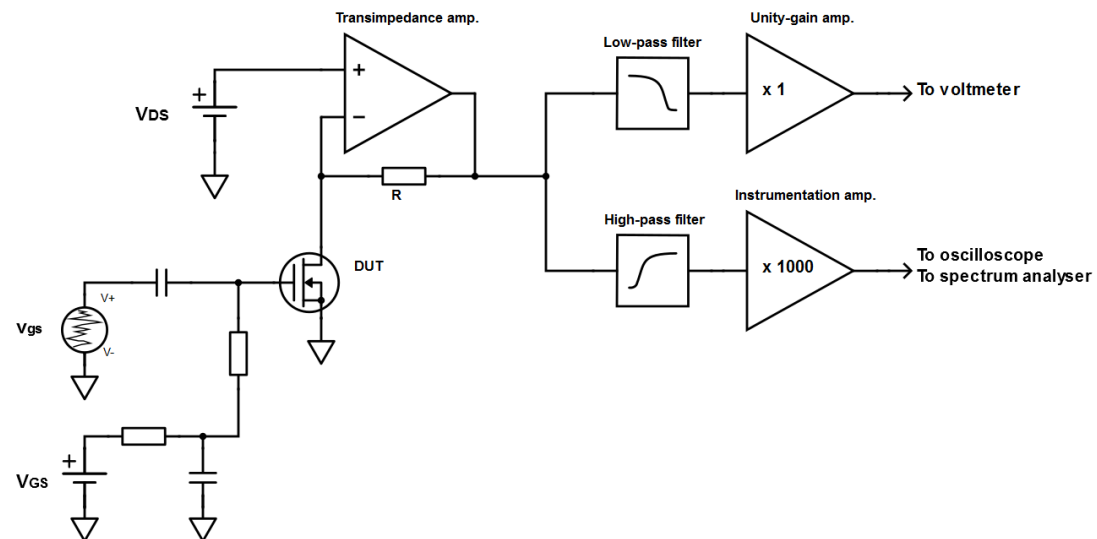 Transimpedance amp.
Unity-gain amp.
Low-pass filter
+
+
VDS
−
x 1
To voltmeter
R
Instrumentation amp.
High-pass filter
DUT
x 1000
To oscilloscope
To spectrum analyser
V+
Vgs
V-
+
VGS